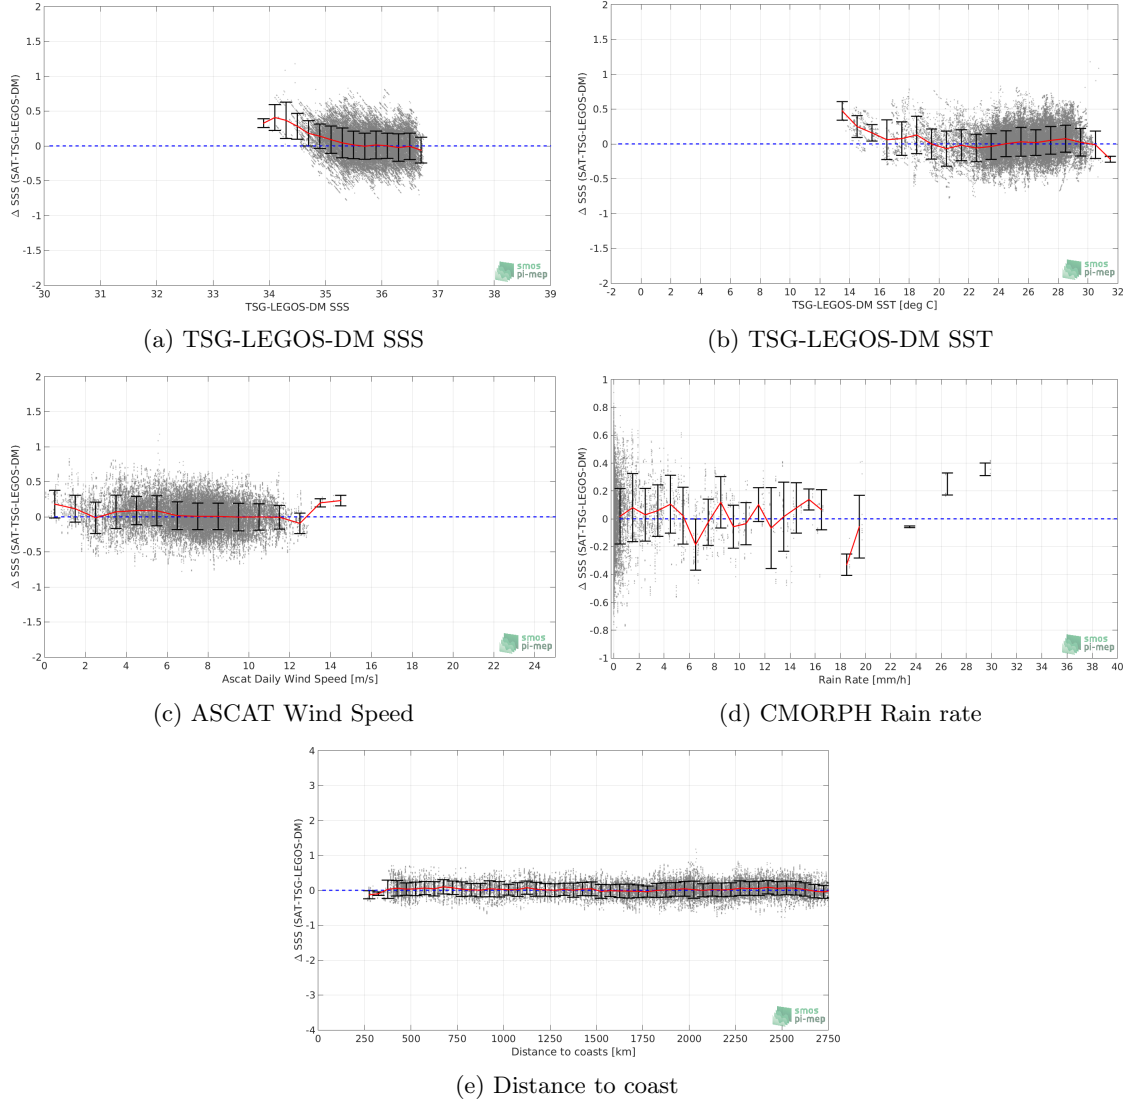 2
1.5
1
0.5
0
-0.5
-1
-1.5
-2
Δ SSS (SAT-TSG-LEGOS-DM)
30 31 32 33 34 35 36 37 38 39
TSG-LEGOS-DM SSS
smos
pi-mep
(a) TSG-LEGOS-DM SSS
2
1.5
1
0.5
0
-0.5
-1
-1.5
-2
Δ SSS (SAT-TSG-LEGOS-DM)
-2 0 2 4 6 8 10 12 14 16 18 20 22 24 26 28 30 32
TSG-LEGOS-DM SST [deg C]
smos
pi-mep
(b) TSG-LEGOS-DM SST
2
1.5
1
0.5
0
-0.5
-1
-1.5
-2
Δ SSS (SAT-TSG-LEGOS-DM)
0 2 4 6 8 10 12 14 16 18 20 22 24
Ascat Daily Wind Speed [m/s]
smos
pi-mep
(c) ASCAT Wind Speed
1
0.8
0.6
0.4
0.2
0
-0.2
-0.4
-0.6
-0.8
-1
Δ SSS (SAT-TSG-LEGOS-DM)
0 2 4 6 8 10 12 14 16 18 20 22 24 26 28 30 32 34 36 38 40
Rain Rate [mm/h]
smos
pi-mep
(d) CMORPH Rain rate
4
3
2
1
0
-1
-2
-3
-4
Δ SSS (SAT-TSG-LEGOS-DM)
0 250 500 750 1000 1250 1500 1750 2000 2250 2500 2750
Distance to coasts [km]
smos
pi-mep
(e) Distance to coast